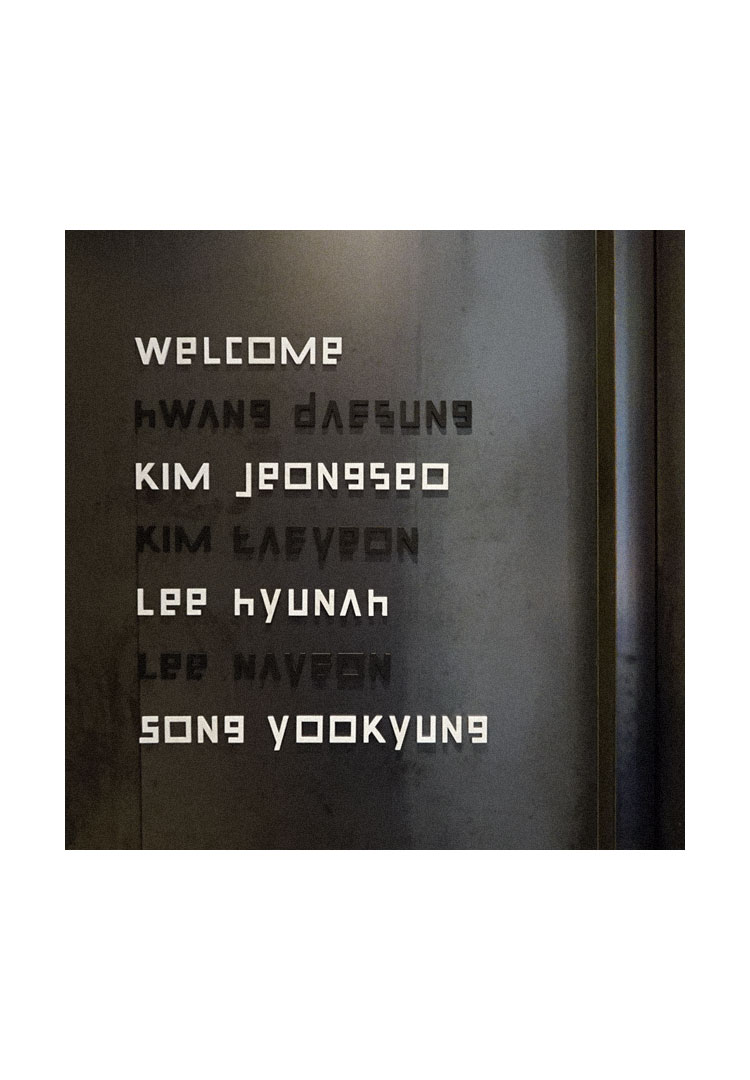 WeLCOMe
hWANg dAESUNg
KIM JeONgSeO
KIM tAEyeON
Lee hyUNAh
Lee NAyeON
SONg yOOKyUNg